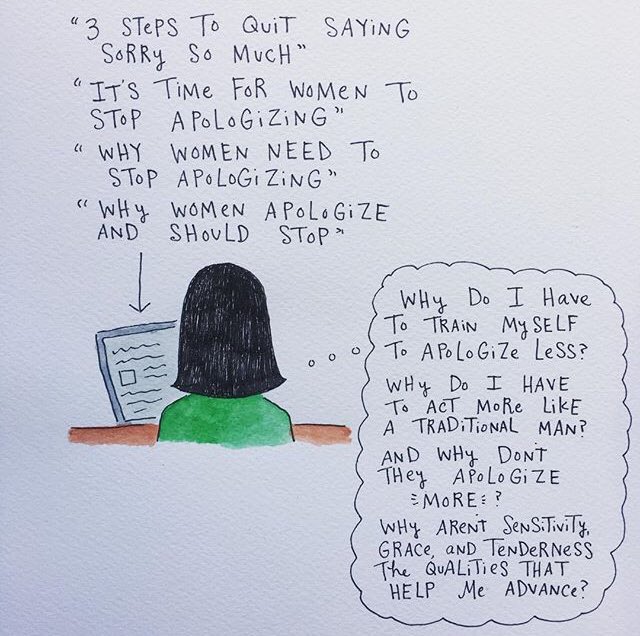 "3 STEPS TO QUIT SAYING
SORRY SO MUCH"
"IT'S TIME FOR WOMEN TO
STOP APOLOGIZING"
"WHY WOMEN NEED TO
STOP APOLOGIZING"
"WHY WOMEN APOLOGIZE
AND SHOULD STOP"
WHY DO I HAVE
TO TRAIN MYSELF
TO APOLOGIZE LESS?
WHY DO I HAVE
TO ACT MORE LIKE
A TRADITIONAL MAN?
AND WHY DON'T
THEY APOLOGIZE
MORE?
WHY AREN'T SENSITIVITY,
GRACE, AND TENDERNESS
THE QUALITIES THAT
HELP ME ADVANCE?